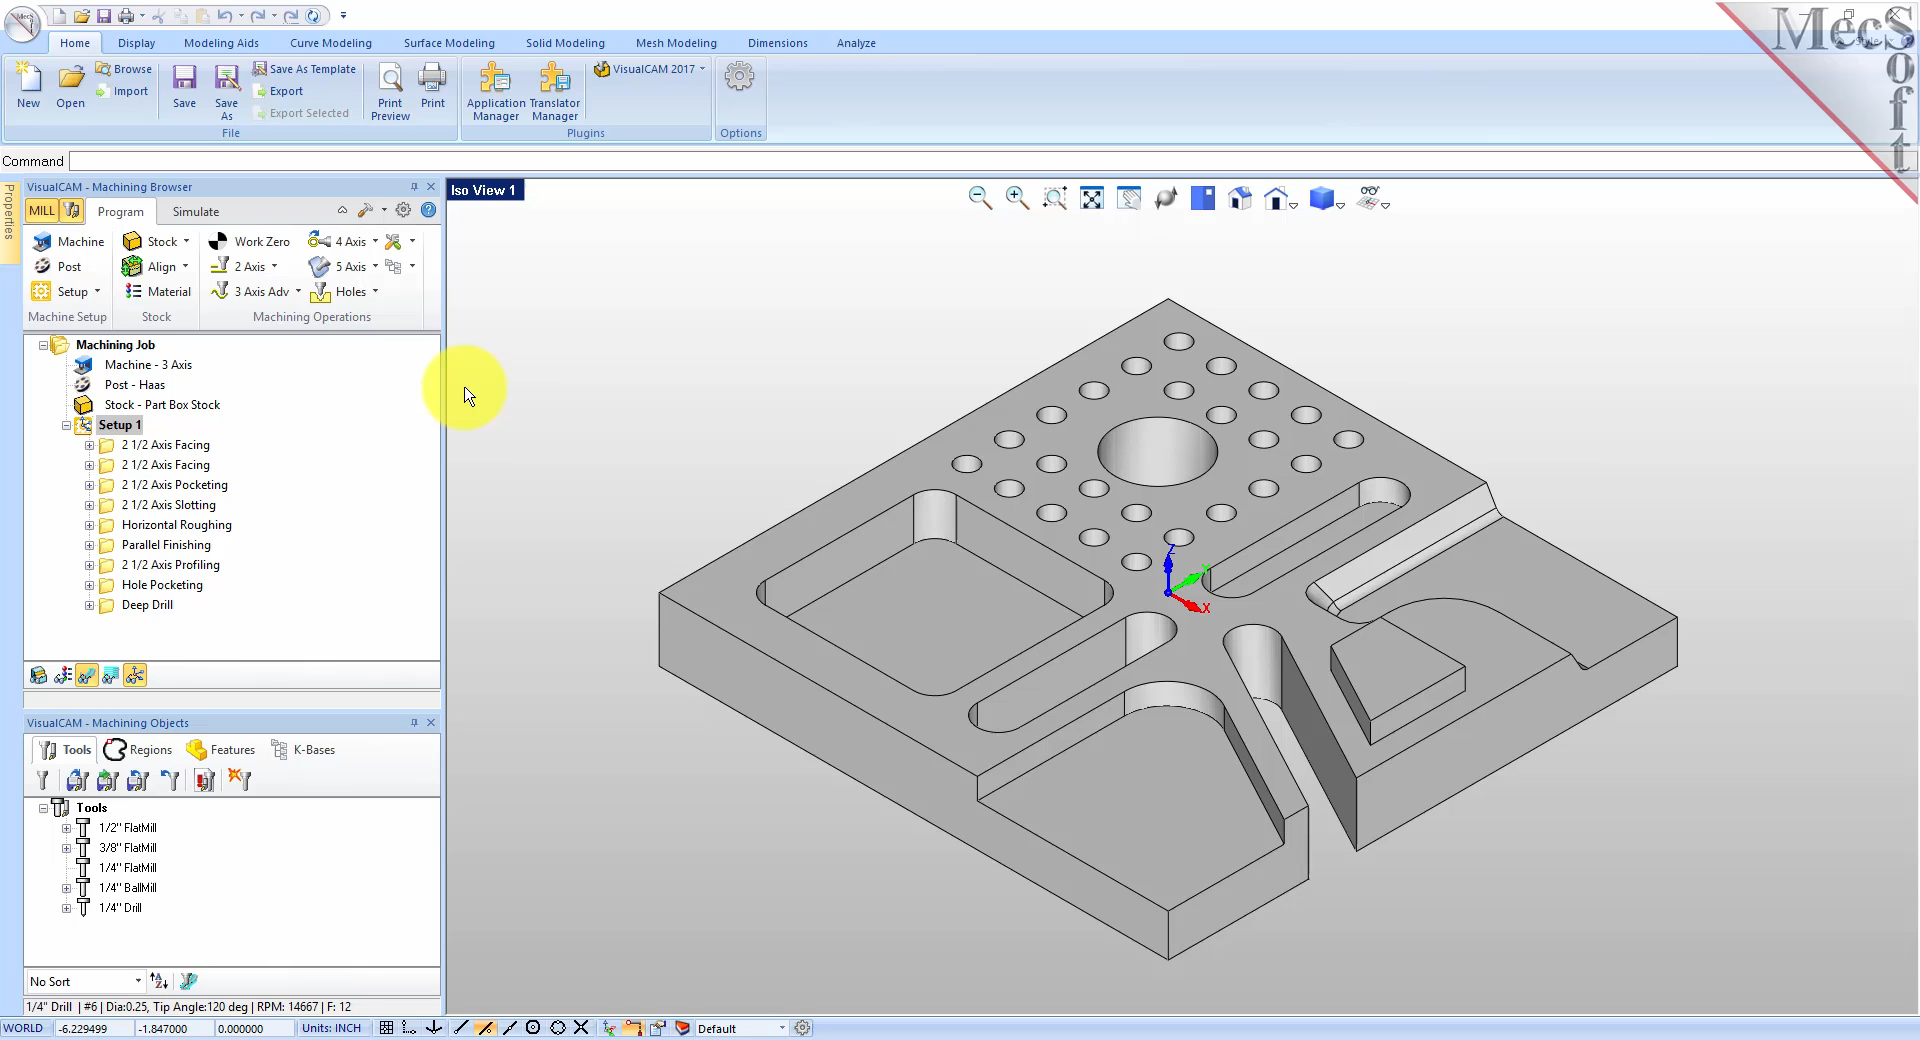 MecSoft
Home Display Modeling Aids Curve Modeling Surface Modeling Solid Modeling Mesh Modeling Dimensions Analyze
New
Open
Browse
Import
Save
Save As
Save As Template
Export
Export Selected
Print Preview
Print
File
Application Manager
Translator Manager
VisualCAM 2017
Plugins
Options
Command
Properties
VisualCAM - Machining Browser
MILL Program Simulate
Machine Stock Work Zero 4 Axis
Post Align 2 Axis 5 Axis
Setup Material 3 Axis Adv Holes
Machine Setup Stock Machining Operations
Machining Job
Machine - 3 Axis
Post - Haas
Stock - Part Box Stock
Setup 1
2 1/2 Axis Facing
2 1/2 Axis Facing
2 1/2 Axis Pocketing
2 1/2 Axis Slotting
Horizontal Roughing
Parallel Finishing
2 1/2 Axis Profiling
Hole Pocketing
Deep Drill
VisualCAM - Machining Objects
Tools Regions Features K-Bases
Tools
1/2" FlatMill
3/8" FlatMill
1/4" FlatMill
1/4" BallMill
1/4" Drill
No Sort
1/4" Drill | #6 | Dia:0.25, Tip Angle:120 deg | RPM: 14667 | F: 12
Iso View 1
Z
Y
X
WORLD -6.229499 -1.847000 0.000000 Units: INCH Default